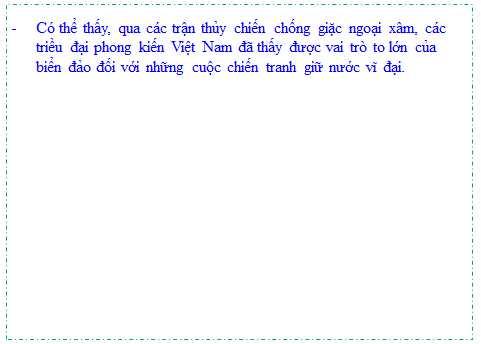 - Có thể thấy, qua các trận thủy chiến chống giặc ngoại xâm, các
triều đại phong kiến Việt Nam đã thấy được vai trò to lớn của
biển đảo đối với những cuộc chiến tranh giữ nước vĩ đại.